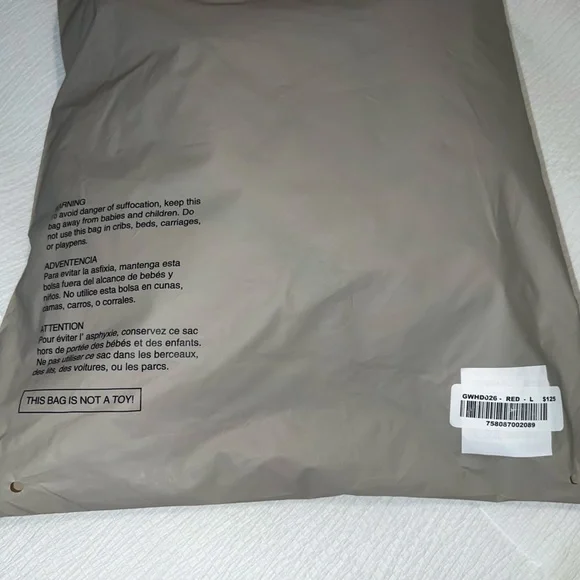 WARNING
To avoid danger of suffocation, keep this
bag away from babies and children. Do
not use this bag in cribs, beds, carriages,
or playpens.
ADVENTENCIA
Para evitar la asfixia, mantenga esta
bolsa fuera del alcance de bebés y
niños. No utilice esta bolsa en cunas,
camas, carros, o corrales.
ATTENTION
Pour éviter l' asphyxie, conservez ce sac
hors de portée des bébés et des enfants.
Ne pas utiliser ce sac dans les berceaux,
des lits, des voitures, ou les parcs.
THIS BAG IS NOT A TOY!
GWHD026 - RED - L $125
758087002089